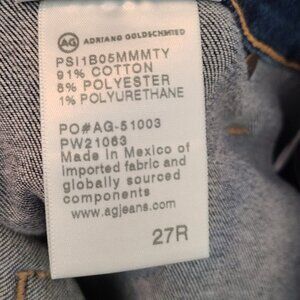 AG ADRIANO GOLDSCHMIED
PSI1B05MMMTY
91% COTTON
8% POLYESTER
1% POLYURETHANE
PO#AG-51003
PW21063
Made in Mexico of
imported fabric and
globally sourced
components
www.agjeans.com
27R